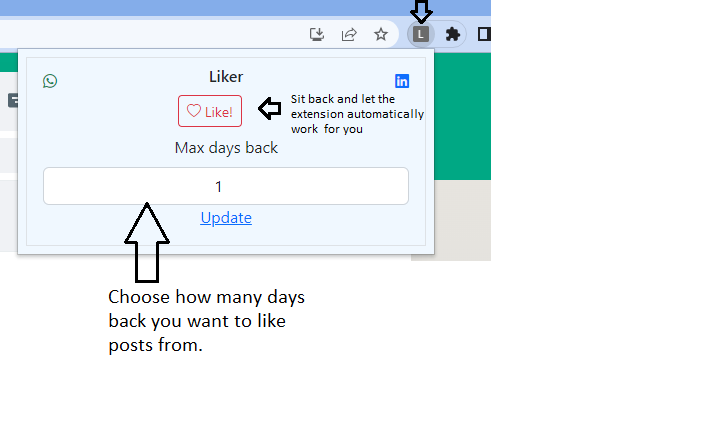 L
Liker
in
Like!
Sit back and let the
extension automatically
work for you
Max days back
1
Update
Choose how many days
back you want to like
posts from.